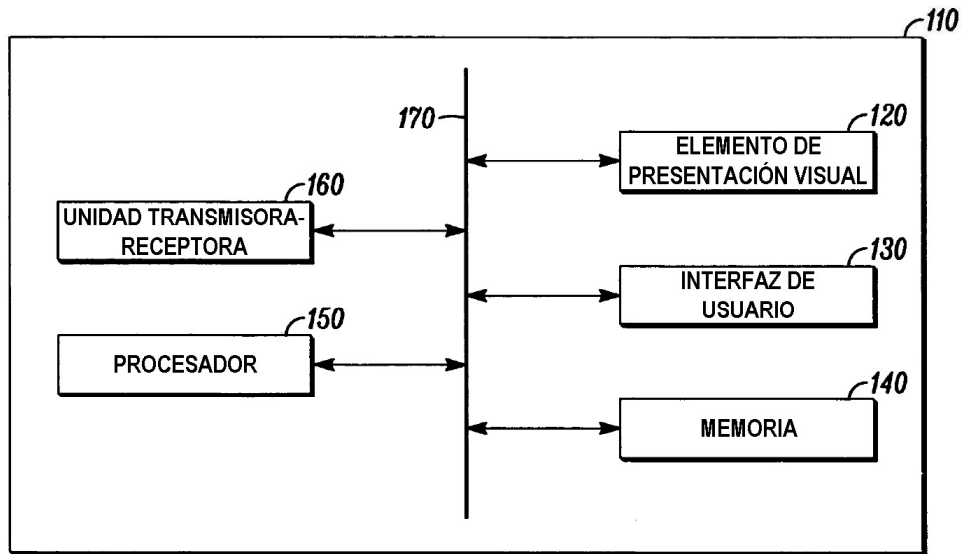 110
170
120
ELEMENTO DE
PRESENTACIÓN VISUAL
160
UNIDAD TRANSMISORA-
RECEPTORA
130
INTERFAZ DE
USUARIO
150
PROCESADOR
140
MEMORIA